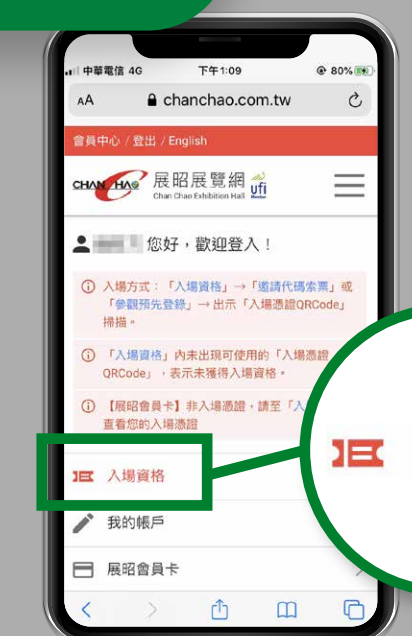 中華電信 4G 下午1:09 80%
AA chanchao.com.tw
會員中心 / 登出 / English
CHAN CHAO 展昭展覽網 ufi
Chan Chao Exhibition Hall Member
您好，歡迎登入！
入場方式：「入場資格」→「邀請代碼索票」或
「參觀預先登錄」→ 出示「入場憑證QRCode」
掃描。
「入場資格」內未出現可使用的「入場憑證
QRCode」，表示未獲得入場資格。
【展昭會員卡】非入場憑證，請至「入
查看您的入場憑證
入場資格
我的帳戶
展昭會員卡